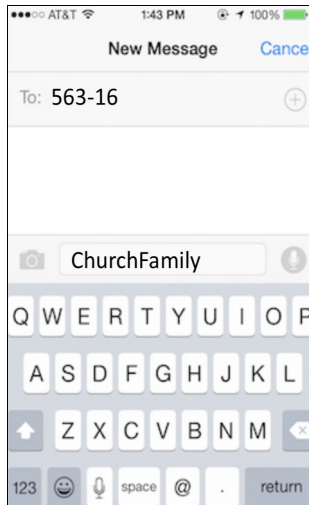 AT&T 1:43 PM 100%
New Message Cance
To: 563-16
ChurchFamily
Q W E R T Y U I O P
A S D F G H J K L
Z X C V B N M
123 space @ . return